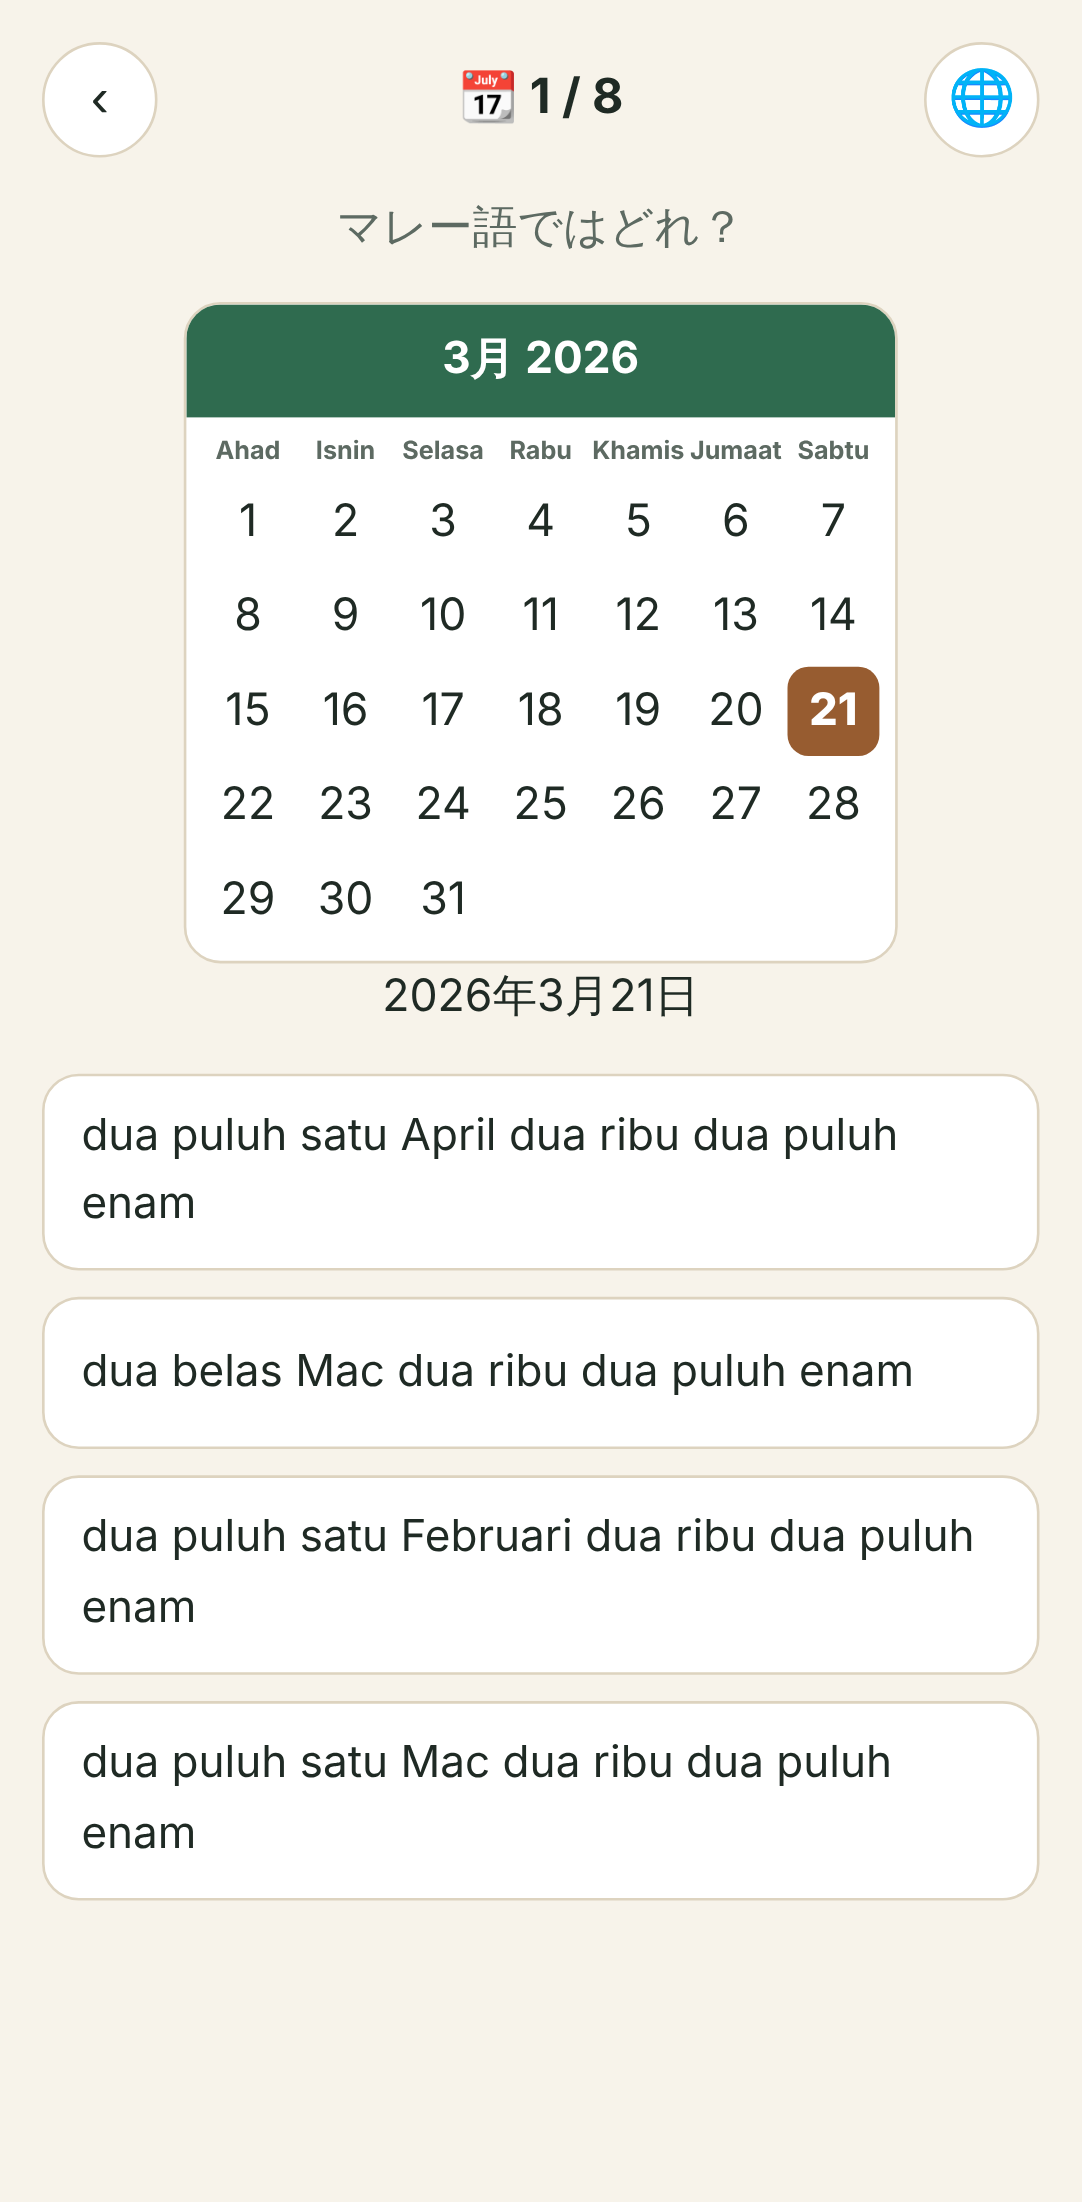 ‹
July 17 1 / 8
マレー語ではどれ？
3月 2026
Ahad Isnin Selasa Rabu Khamis Jumaat Sabtu
1 2 3 4 5 6 7
8 9 10 11 12 13 14
15 16 17 18 19 20 21
22 23 24 25 26 27 28
29 30 31
2026年3月21日
dua puluh satu April dua ribu dua puluh
enam
dua belas Mac dua ribu dua puluh enam
dua puluh satu Februari dua ribu dua puluh
enam
dua puluh satu Mac dua ribu dua puluh
enam